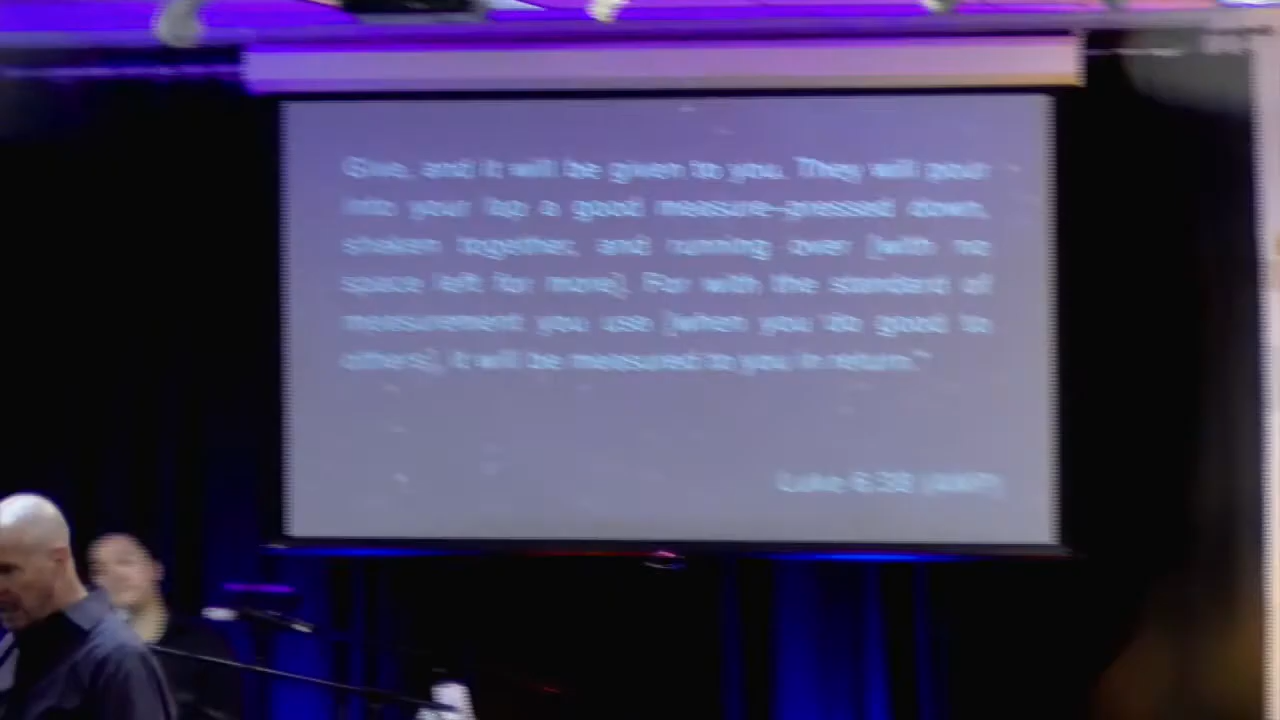 Give, and it will be given to you. They will pour
into your lap a good measure—pressed down,
shaken together, and running over [with no
space left for more]. For with the standard of
measurement you use [when you do good to
others], it will be measured to you in return."
Luke 6:38 (AMP)